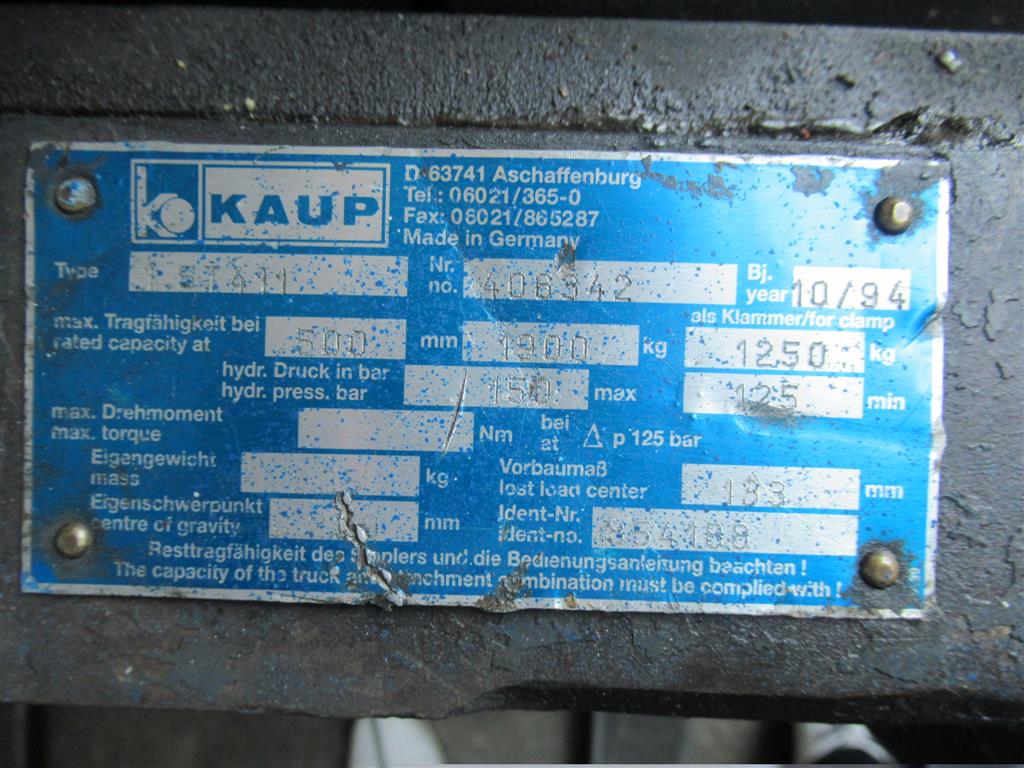 KAUP
D-63741 Aschaffenburg
Tel.: 06021/865-0
Fax: 06021/865287
Made in Germany
Type Nr. no. 408342 Bj. year 10/94
max. Tragfähigkeit bei als Klammer/for clamp
rated capacity at 500 mm 1900 kg 1250 kg
hydr. Druck in bar
hydr. press. bar 150 max 125 min
max. Drehmoment bei
max. torque Nm at Δ p 125 bar
Eigengewicht Vorbaumaß
mass kg lost load center 133 mm
Eigenschwerpunkt Ident-Nr.
centre of gravity mm Ident-no.
Resttragfähigkeit des Staplers und die Bedienungsanleitung beachten !
The capacity of the truck and attachment combination must be complied with !